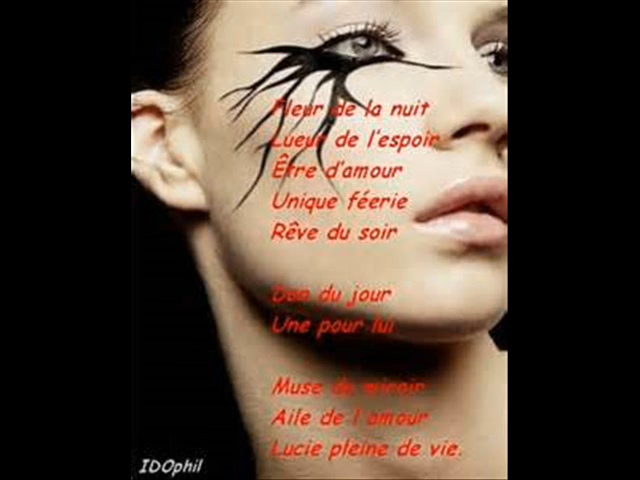 Fleur de la nuit
Lueur de l'espoir
Être d'amour
Unique féerie
Rêve du soir
Don du jour
Une pour lui
Muse du miroir
Aile de l'amour
Lucie pleine de vie.
IDOphil